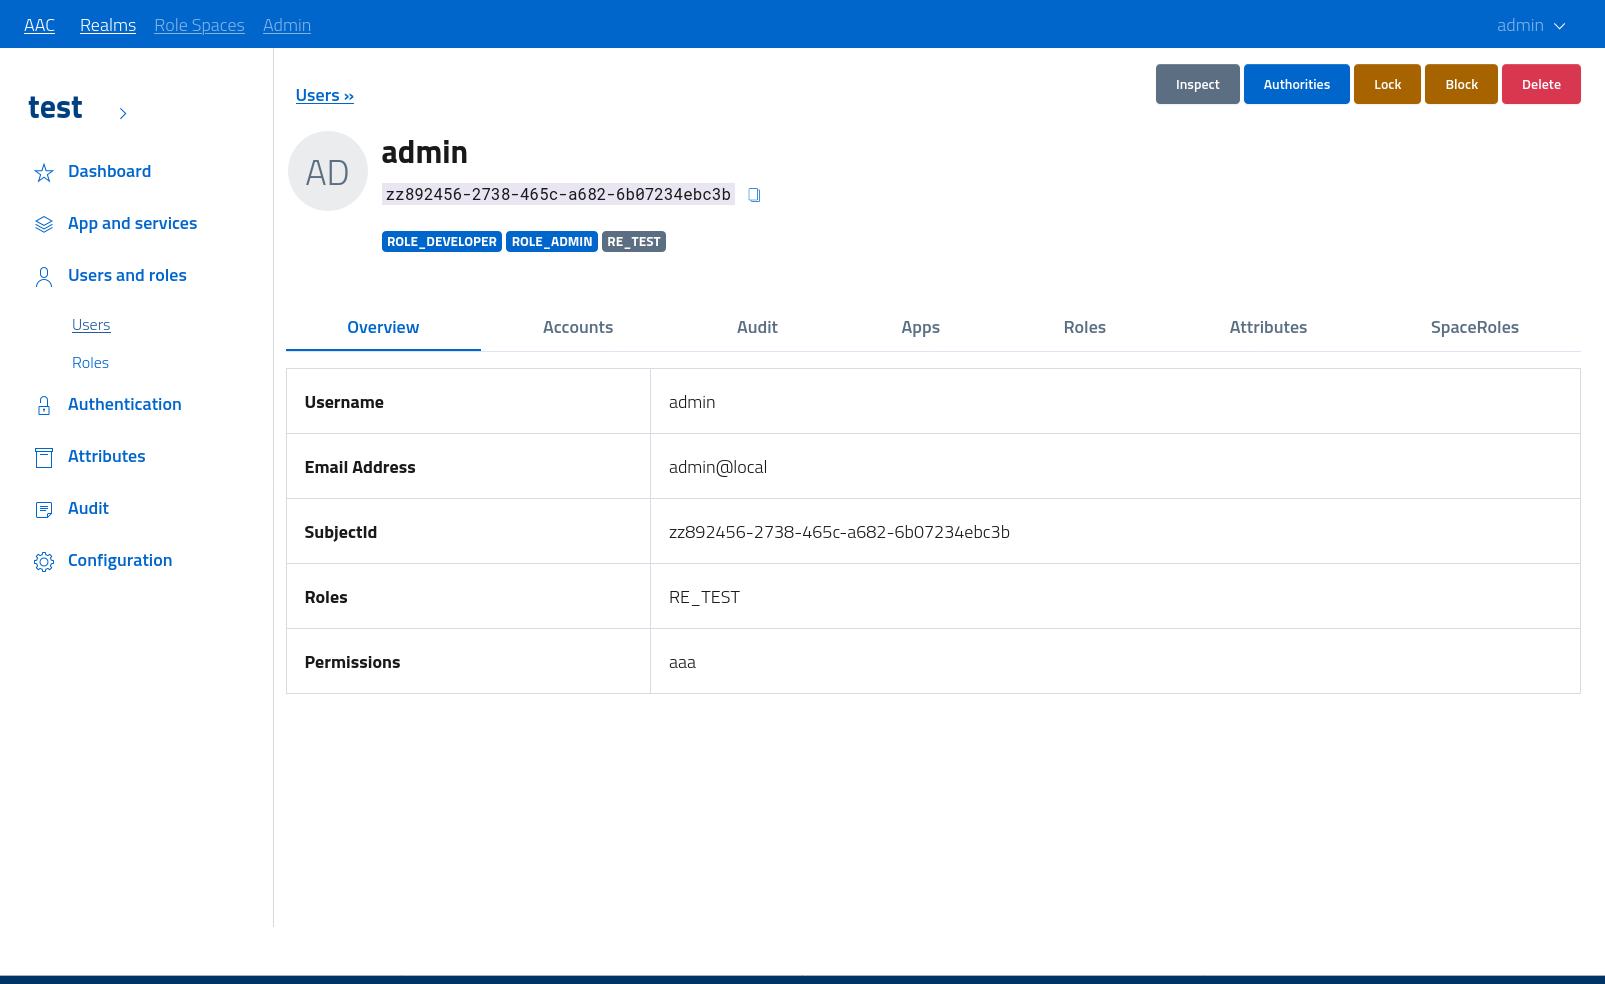 AAC Realms Role Spaces Admin admin
test
Dashboard
App and services
Users and roles
Users
Roles
Authentication
Attributes
Audit
Configuration
Users »
Inspect Authorities Lock Block Delete
AD
admin
zz892456-2738-465c-a682-6b07234ebc3b
ROLE_DEVELOPER ROLE_ADMIN RE_TEST
Overview Accounts Audit Apps Roles Attributes SpaceRoles
Username admin
Email Address admin@local
SubjectId zz892456-2738-465c-a682-6b07234ebc3b
Roles RE_TEST
Permissions aaa